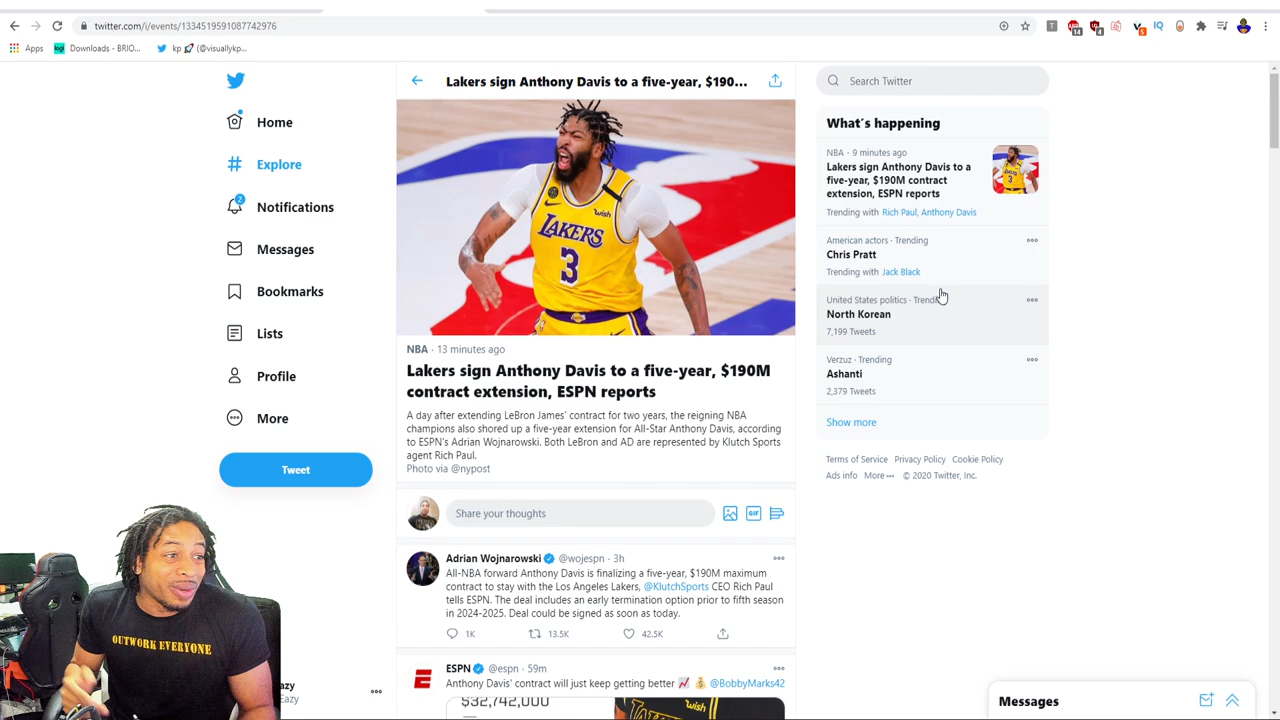 twitter.com/i/events/1334519591087742976
Apps
Downloads - BRIO...
kp 🚀 (@visuallykp...
Lakers sign Anthony Davis to a five-year, $190...
Search Twitter
Home
Explore
2
Notifications
Messages
Bookmarks
Lists
Profile
More
Tweet
wish
LAKERS
3
NBA · 13 minutes ago
Lakers sign Anthony Davis to a five-year, $190M
contract extension, ESPN reports
A day after extending LeBron James' contract for two years, the reigning NBA
champions also shored up a five-year extension for All-Star Anthony Davis, according
to ESPN's Adrian Wojnarowski. Both LeBron and AD are represented by Klutch Sports
agent Rich Paul.
Photo via @nypost
Share your thoughts
GIF
Adrian Wojnarowski @wojespn · 3h
All-NBA forward Anthony Davis is finalizing a five-year, $190M maximum
contract to stay with the Los Angeles Lakers, @KlutchSports CEO Rich Paul
tells ESPN. The deal includes an early termination option prior to fifth season
in 2024-2025. Deal could be signed as soon as today.
1K 13.5K 42.5K
ESPN @espn · 59m
Anthony Davis' contract will just keep getting better 📈 💰 @BobbyMarks42
$32,742,000
wish
What's happening
NBA · 9 minutes ago
Lakers sign Anthony Davis to a
five-year, $190M contract
extension, ESPN reports
Trending with Rich Paul, Anthony Davis
American actors · Trending
Chris Pratt
Trending with Jack Black
United States politics · Trendi
North Korean
7,199 Tweets
Verzuz · Trending
Ashanti
2,379 Tweets
Show more
Terms of Service Privacy Policy Cookie Policy
Ads info More © 2020 Twitter, Inc.
OUTWORK EVERYONE
azy
Eazy
Messages